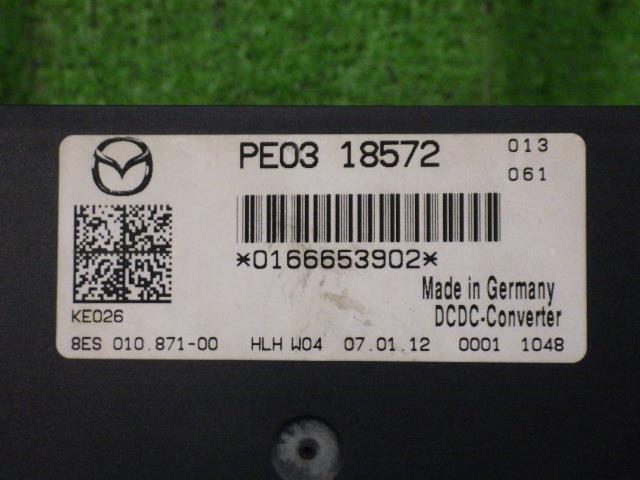 PE03 18572
013
061
*0166653902*
KE026
Made in Germany
DCDC-Converter
8ES 010.871-00 HLH W04 07.01.12 0001 1048